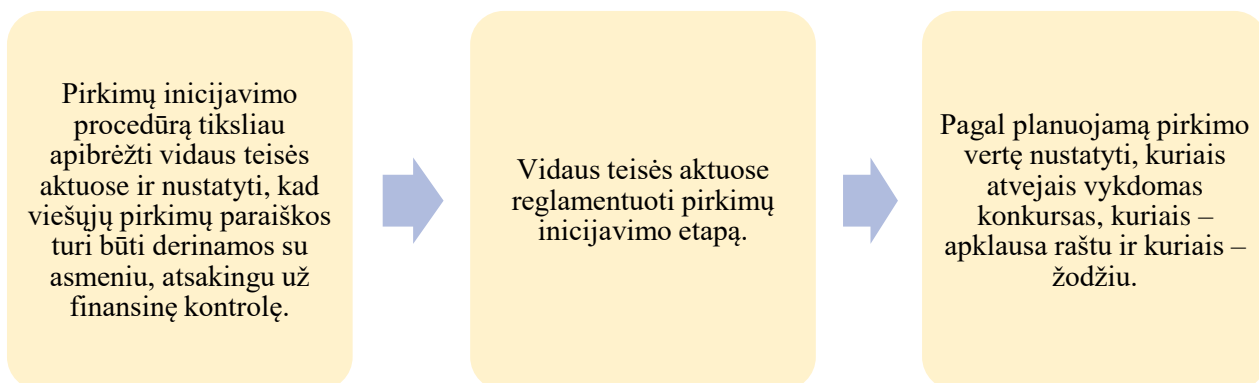 Pirkimų inicijavimo
procedūrą tiksliau
apibrėžti vidaus teisės
aktuose ir nustatyti, kad
viešųjų pirkimų paraiškos
turi būti derinamos su
asmeniu, atsakingu už
finansinę kontrolę.
Vidaus teisės aktuose
reglamentuoti pirkimų
inicijavimo etapą.
Pagal planuojamą pirkimo
vertę nustatyti, kuriais
atvejais vykdomas
konkursas, kuriais –
apklausa raštu ir kuriais –
žodžiu.